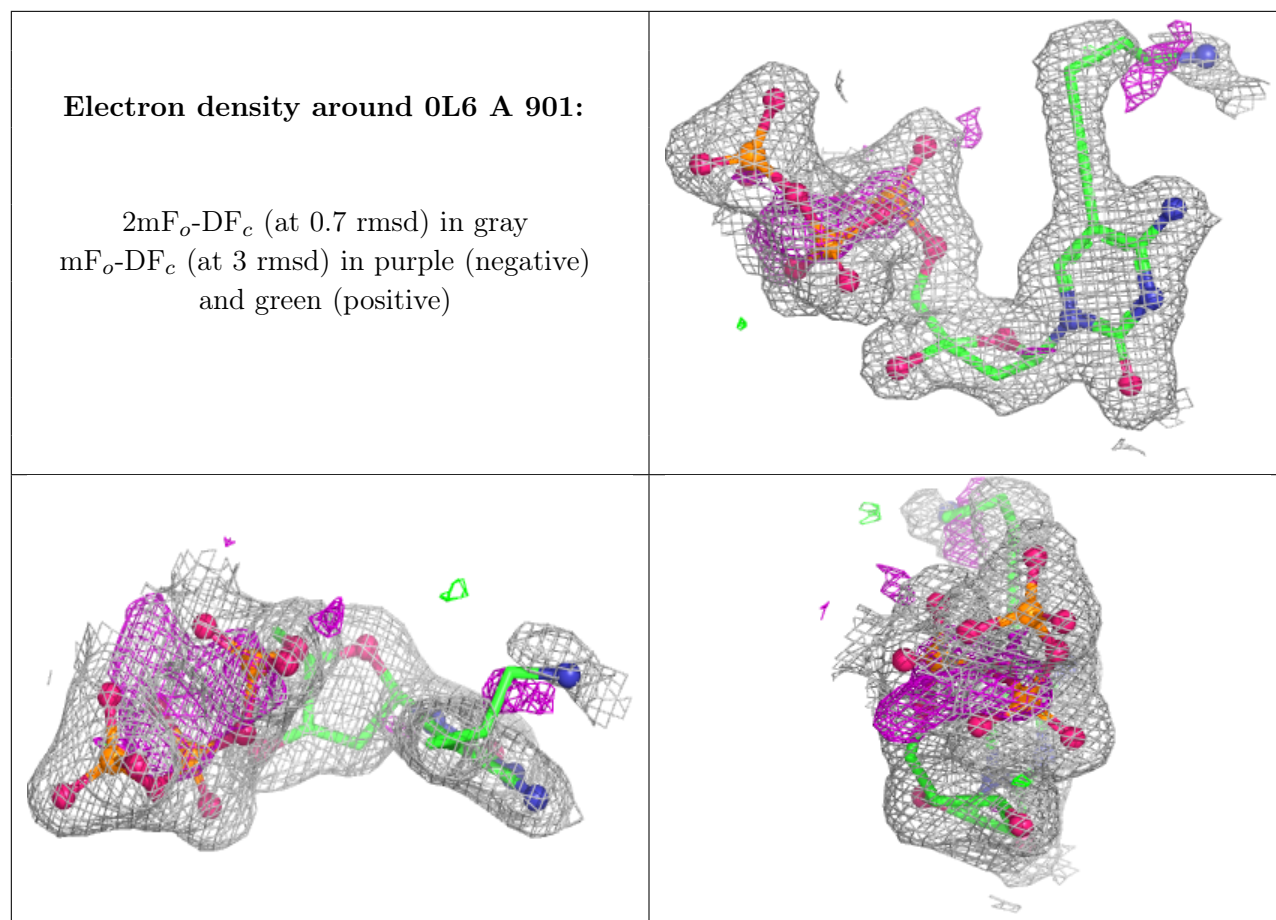 Electron density around 0L6 A 901:
2mFo-DFc (at 0.7 rmsd) in gray
mFo-DFc (at 3 rmsd) in purple (negative)
and green (positive)